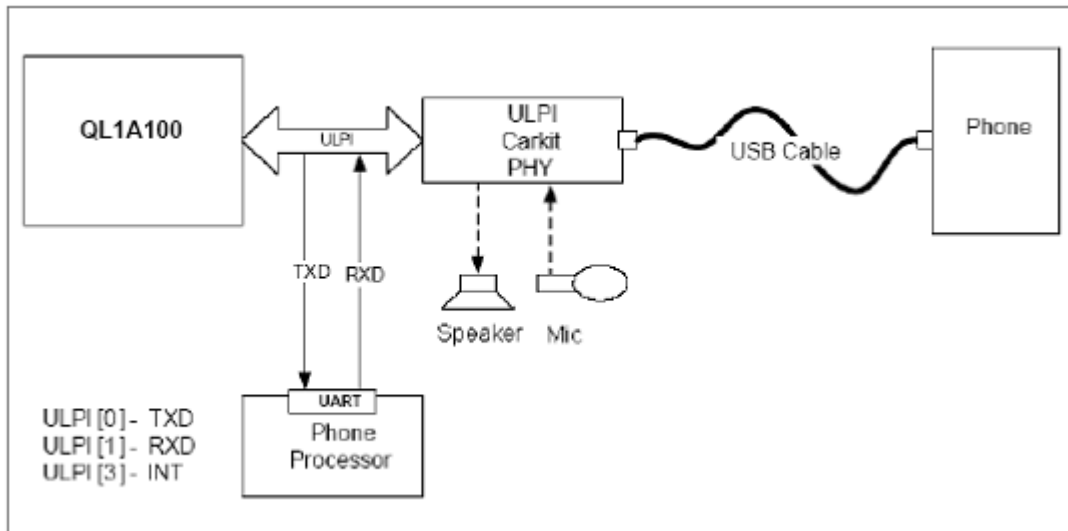 QL1A100
ULPI
ULPI
Carkit
PHY
USB Cable
Phone
TXD
RXD
Speaker
Mic
UART
Phone
Processor
ULPI [0] - TXD
ULPI [1] - RXD
ULPI [3] - INT